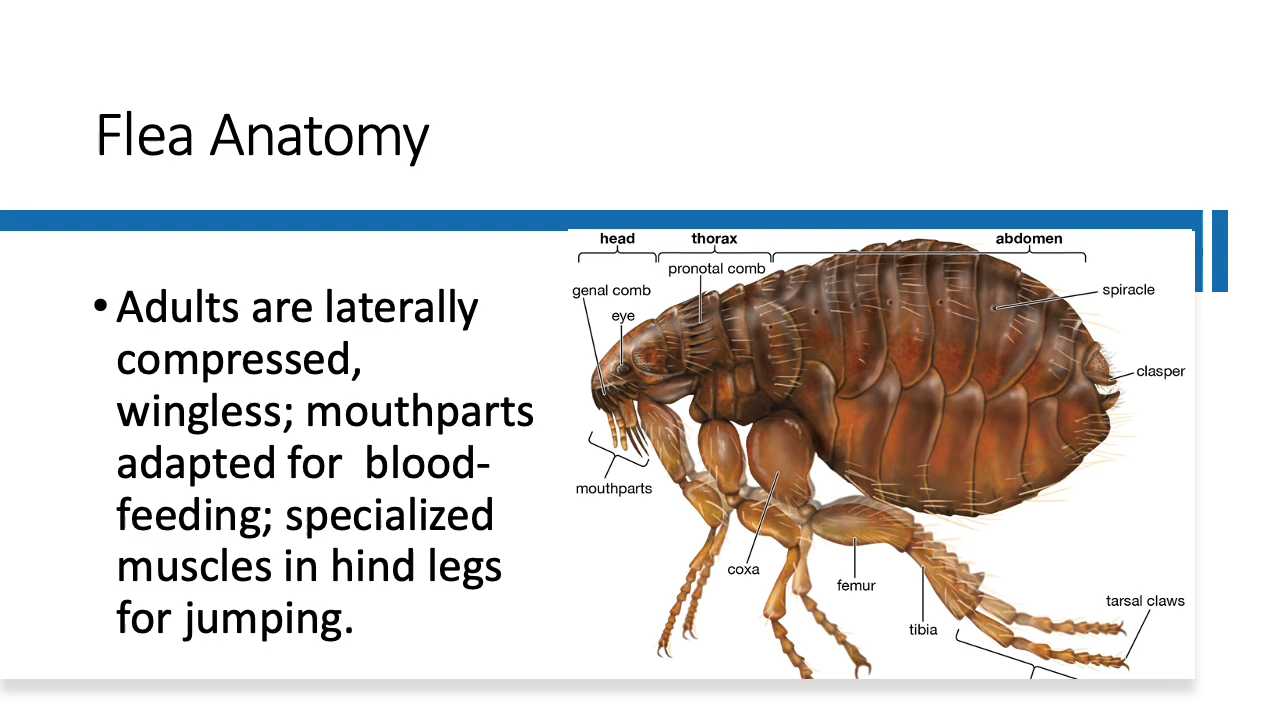 Flea Anatomy
• Adults are laterally
compressed,
wingless; mouthparts
adapted for  blood-
feeding; specialized
muscles in hind legs
for jumping.
head
thorax
abdomen
pronotal comb
genal comb
eye
spiracle
clasper
mouthparts
coxa
femur
tibia
tarsal claws